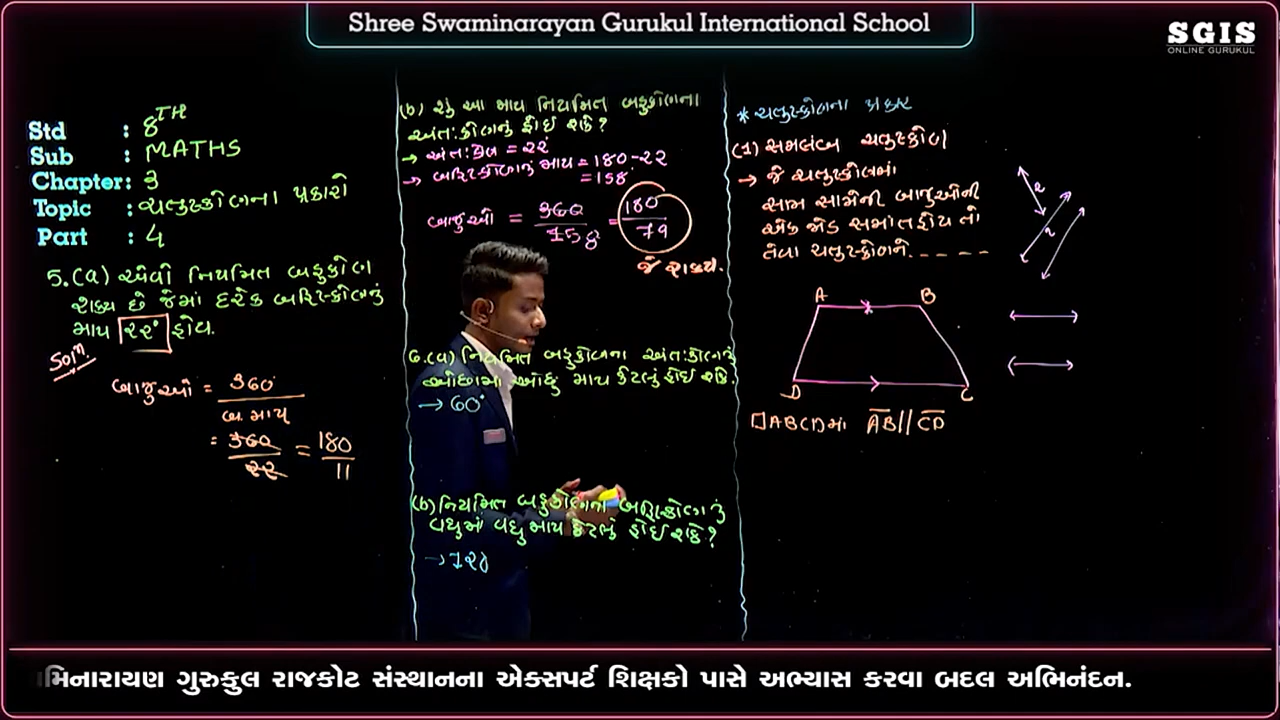 Shree Swaminarayan Gurukul International School
SGIS
ONLINE GURUKUL
Std : 8TH
Sub : MATHS
Chapter: 3
Topic : ચતુષ્કોણના પ્રકારો
Part : 4
5.(a) એવો નિયમિત બહુકોણ
શક્ય છે જેમાં દરેક બહિષ્કોણનું
માપ ૨૨° હોય.
Soln.
બાજુઓ = 360°
બ. માપ
= 360 = 180
૨૨ 11
(b) શું આ માપ નિયમિત બહુકોણના
અંતઃકોણનું હોઈ શકે?
→ અંતઃકોણ = ૨૨
→ બહિષ્કોણનું માપ = 180-22
= 158
બાજુઓ = 360 = 180
158 79
જે શક્ય.
6.(a) નિયમિત બહુકોણના અંતઃકોણનું
ઓછામાં ઓછું માપ કેટલું હોઈ શકે.
→ 60°
(b) નિયમિત બહુકોણના બહિષ્કોણનું
વધુમાં વધુ માપ કેટલું હોઈ શકે?
→ 120
* ચતુષ્કોણના પ્રકાર
(1) સમલંબ ચતુષ્કોણ
→ જે ચતુષ્કોણમાં
સામ સામેની બાજુઓની
એક જોડ સમાંતર હોય તો
તેવા ચતુષ્કોણને - - - -
A B
D C
□ABCDમાં AB // CD
મિનારાયણ ગુરુકુલ રાજકોટ સંસ્થાનના એક્સપર્ટ શિક્ષકો પાસે અભ્યાસ કરવા બદલ અભિનંદન.